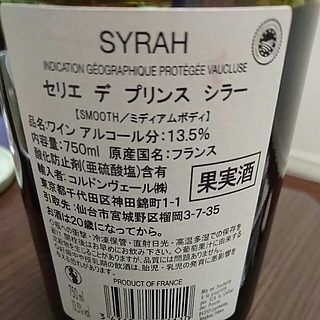 SYRAH
INDICATION GÉOGRAPHIQUE PROTÉGÉE VAUCLUSE
セリエ デ プリンス シラー
【SMOOTH/ミディアムボディ】
品名:ワイン アルコール分:13.5%
内容量:750ml 原産国名:フランス
酸化防止剤(亜硫酸塩)含有
輸入者:コルドンヴェール(株)
東京都千代田区神田錦町1-1
引取先:仙台市宮城野区榴岡3-7-35
果実酒
お酒は20歳になってから。
PRODUCT OF FRANCE
750 ml